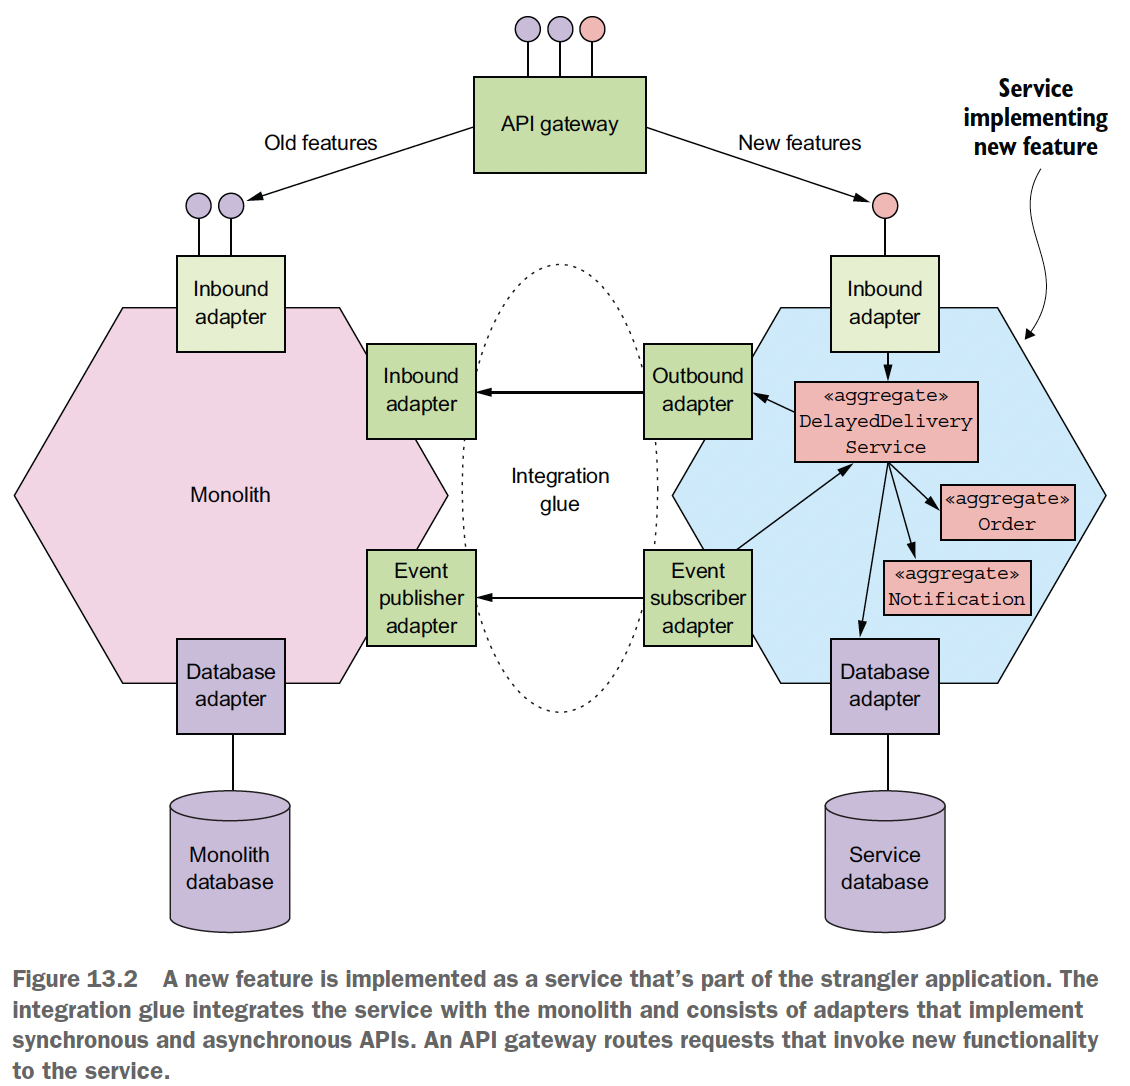 API gateway
Old features
New features
Service
implementing
new feature
Inbound
adapter
Inbound
adapter
Inbound
adapter
Outbound
adapter
«aggregate»
DelayedDelivery
Service
Monolith
Integration
glue
«aggregate»
Order
«aggregate»
Notification
Event
publisher
adapter
Event
subscriber
adapter
Database
adapter
Database
adapter
Monolith
database
Service
database
Figure 13.2 A new feature is implemented as a service that’s part of the strangler application. The
integration glue integrates the service with the monolith and consists of adapters that implement
synchronous and asynchronous APIs. An API gateway routes requests that invoke new functionality
to the service.